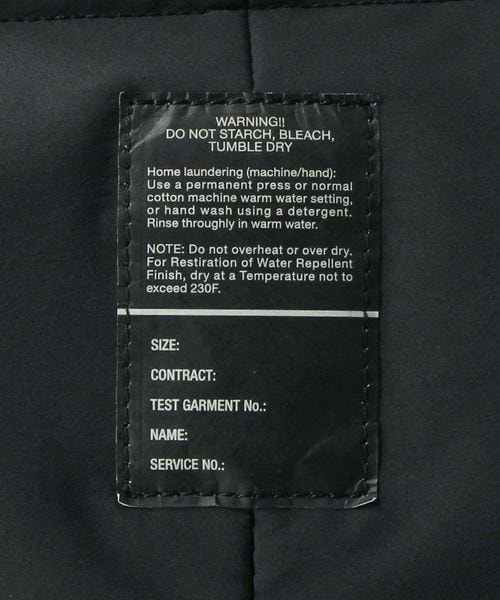 WARNING!!
DO NOT STARCH, BLEACH,
TUMBLE DRY
Home laundering (machine/hand):
Use a permanent press or normal
cotton machine warm water setting,
or hand wash using a detergent.
Rinse throughly in warm water.
NOTE: Do not overheat or over dry.
For Restiration of Water Repellent
Finish, dry at a Temperature not to
exceed 230F.
SIZE:
CONTRACT:
TEST GARMENT No.:
NAME:
SERVICE NO.: